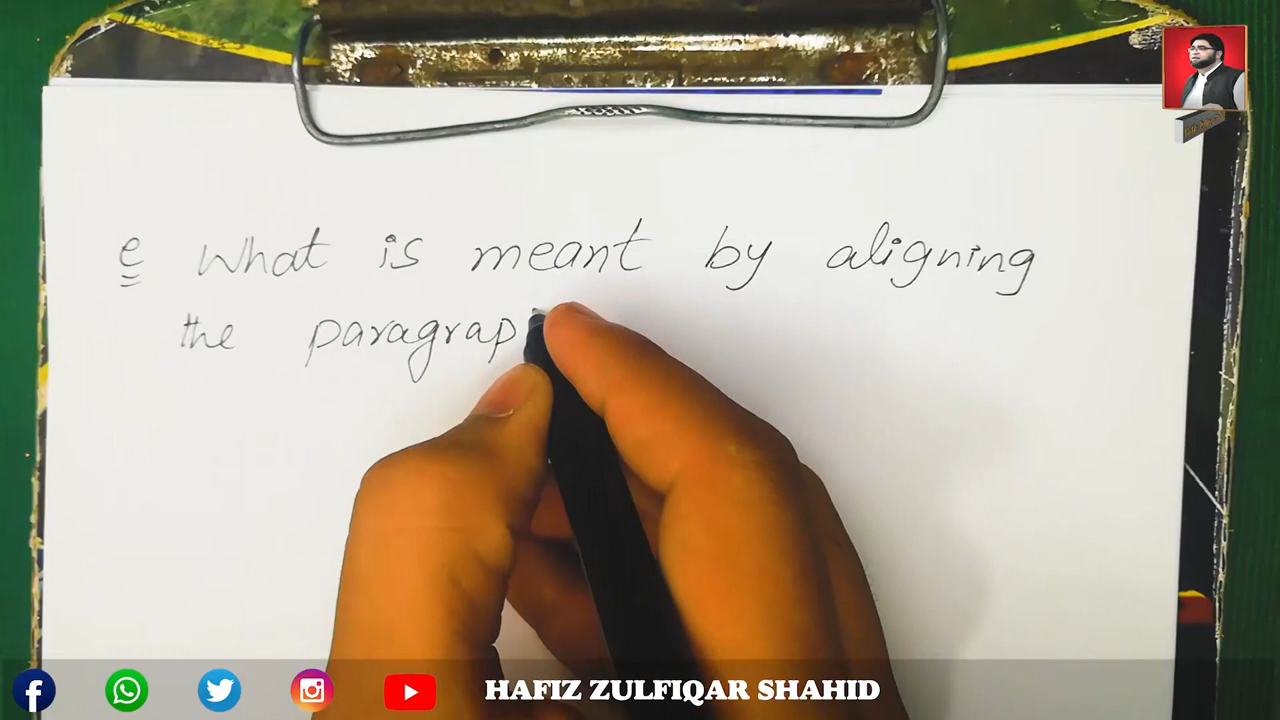 e What is meant by aligning
the paragrap
HAFIZ ZULFIQAR SHAHID